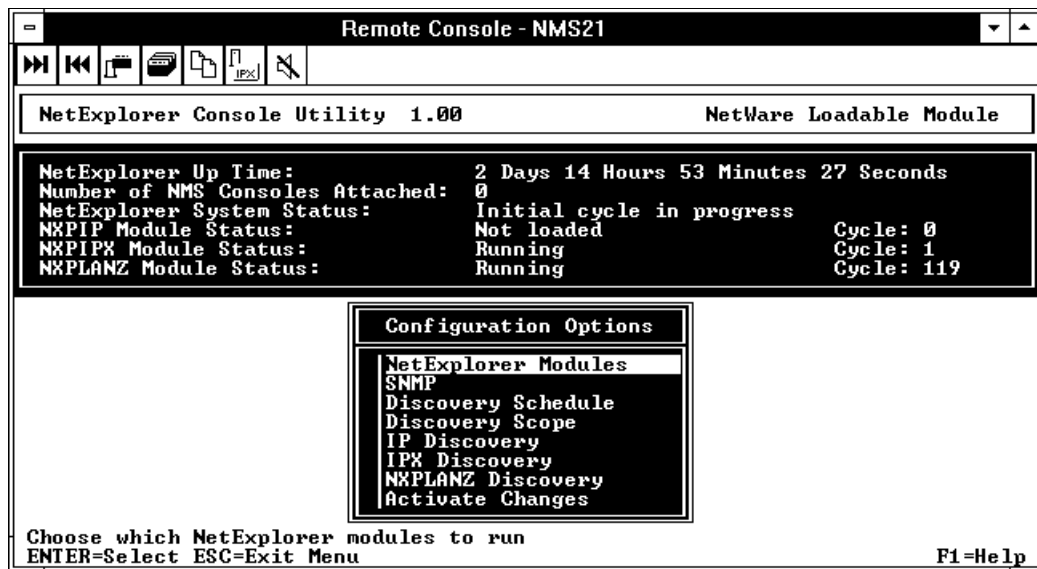 Remote Console - NMS21
IPX
NetExplorer Console Utility 1.00 NetWare Loadable Module
NetExplorer Up Time: 2 Days 14 Hours 53 Minutes 27 Seconds
Number of NMS Consoles Attached: 0
NetExplorer System Status: Initial cycle in progress
NXPIP Module Status: Not loaded Cycle: 0
NXPIPX Module Status: Running Cycle: 1
NXPLANZ Module Status: Running Cycle: 119
Configuration Options
NetExplorer Modules
SNMP
Discovery Schedule
Discovery Scope
IP Discovery
IPX Discovery
NXPLANZ Discovery
Activate Changes
Choose which NetExplorer modules to run
ENTER=Select ESC=Exit Menu F1=Help